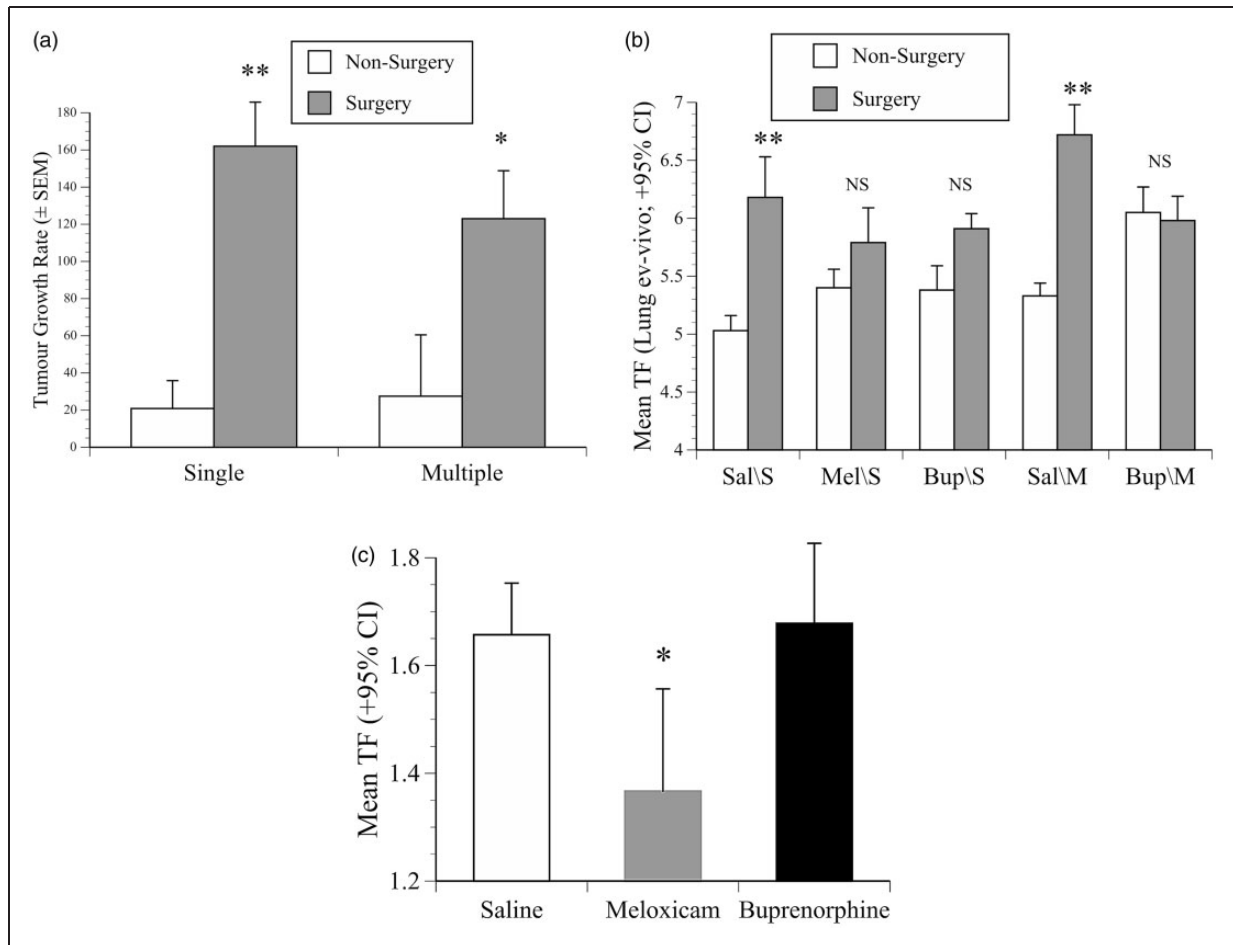 (a)
Non-Surgery
Surgery
**
*
Tumour Growth Rate (± SEM)
180
160
140
120
100
80
60
40
20
0
Single Multiple
(b)
Non-Surgery
Surgery
**
NS
NS
**
NS
Mean TF (Lung ev-vivo; +95% CI)
7
6.5
6
5.5
5
4.5
4
Sal\S Mel\S Bup\S Sal\M Bup\M
(c)
*
Mean TF (+95% CI)
1.8
1.6
1.4
1.2
Saline Meloxicam Buprenorphine